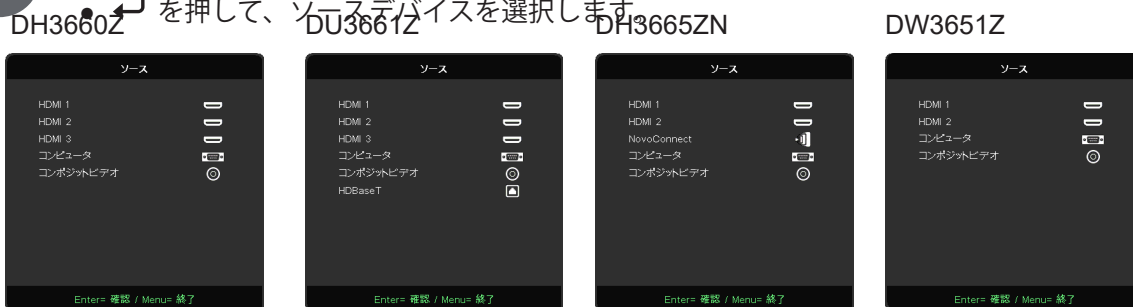 • ↵ を押して、ソースデバイスを選択します。
DH3660Z
ソース
HDMI 1
HDMI 2
HDMI 3
コンピュータ
コンポジットビデオ
Enter= 確認 / Menu= 終了
DU3661Z
ソース
HDMI 1
HDMI 2
HDMI 3
コンピュータ
コンポジットビデオ
HDBaseT
Enter= 確認 / Menu= 終了
DH3665ZN
ソース
HDMI 1
HDMI 2
NovoConnect
コンピュータ
コンポジットビデオ
Enter= 確認 / Menu= 終了
DW3651Z
ソース
HDMI 1
HDMI 2
コンピュータ
コンポジットビデオ
Enter= 確認 / Menu= 終了